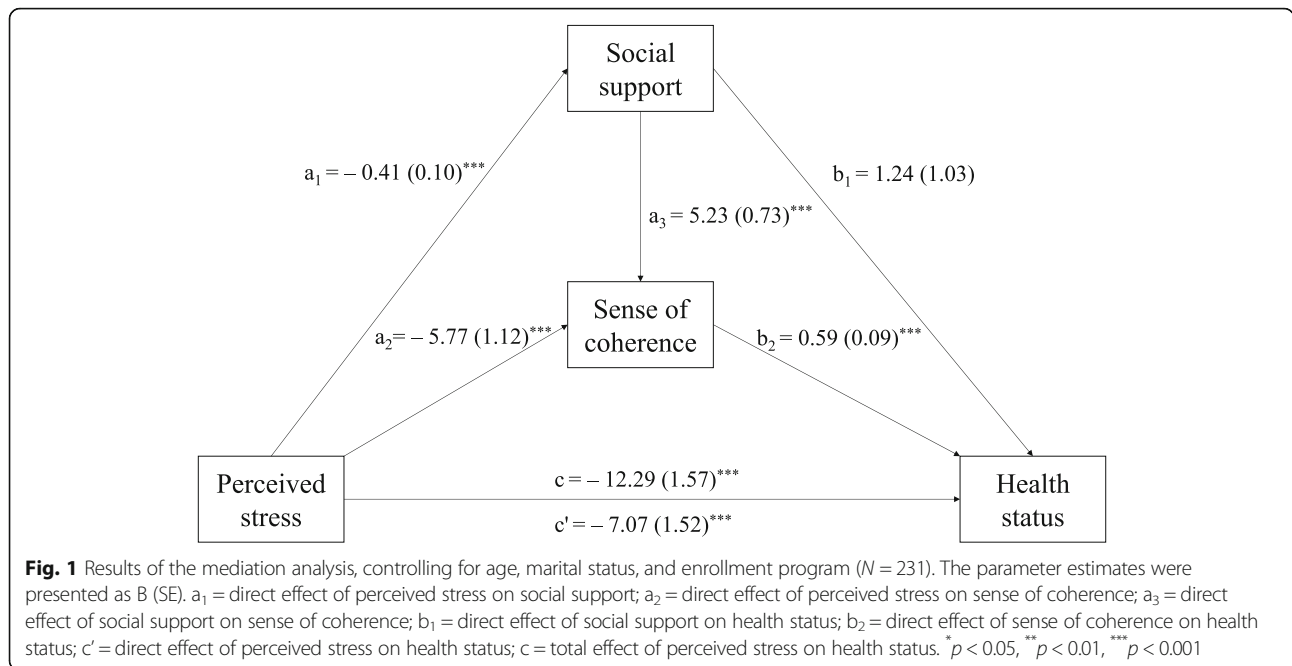 Social
support
a₁ = – 0.41 (0.10)***
b₁ = 1.24 (1.03)
a₃ = 5.23 (0.73)***
Sense of
coherence
a₂= – 5.77 (1.12)***
b₂ = 0.59 (0.09)***
Perceived
stress
c = – 12.29 (1.57)***
c' = – 7.07 (1.52)***
Health
status
Fig. 1 Results of the mediation analysis, controlling for age, marital status, and enrollment program (N = 231). The parameter estimates were
presented as B (SE). a₁ = direct effect of perceived stress on social support; a₂ = direct effect of perceived stress on sense of coherence; a₃ = direct
effect of social support on sense of coherence; b₁ = direct effect of social support on health status; b₂ = direct effect of sense of coherence on health
status; c’ = direct effect of perceived stress on health status; c = total effect of perceived stress on health status. *p < 0.05, **p < 0.01, ***p < 0.001